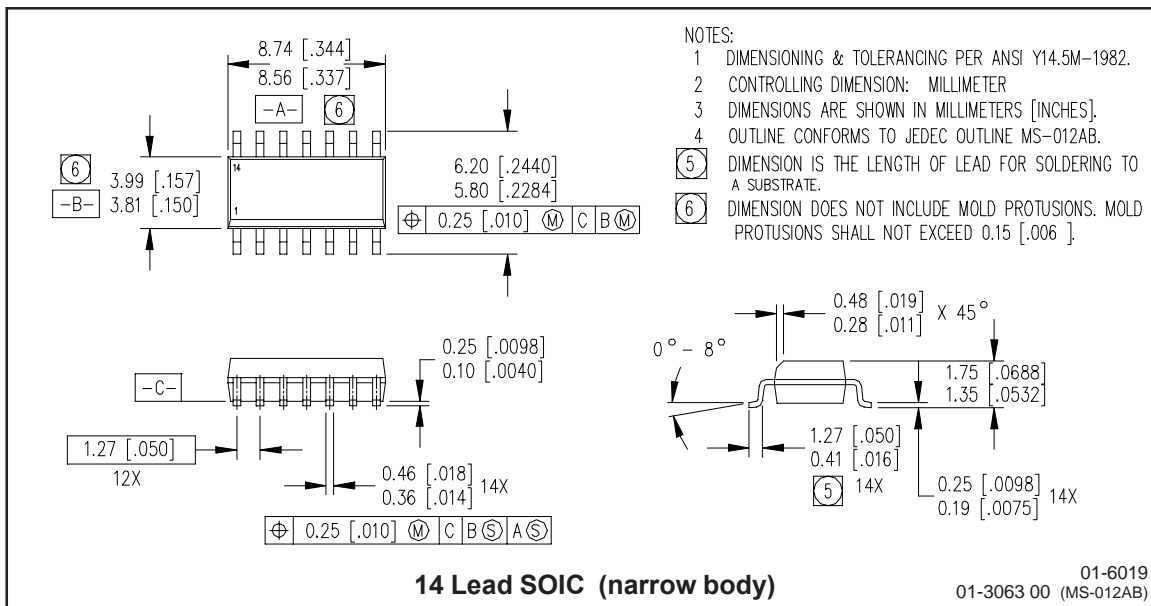 8.74 [.344]
8.56 [.337]
-A- 6
6
-B-
3.99 [.157]
3.81 [.150]
14
1
6.20 [.2440]
5.80 [.2284]
⌖ 0.25 [.010] Ⓜ C B Ⓜ
NOTES:
1 DIMENSIONING & TOLERANCING PER ANSI Y14.5M-1982.
2 CONTROLLING DIMENSION: MILLIMETER
3 DIMENSIONS ARE SHOWN IN MILLIMETERS [INCHES].
4 OUTLINE CONFORMS TO JEDEC OUTLINE MS-012AB.
5 DIMENSION IS THE LENGTH OF LEAD FOR SOLDERING TO
A SUBSTRATE.
6 DIMENSION DOES NOT INCLUDE MOLD PROTUSIONS. MOLD
PROTUSIONS SHALL NOT EXCEED 0.15 [.006 ].
-C-
0.25 [.0098]
0.10 [.0040]
1.27 [.050]
12X
0.46 [.018]
0.36 [.014] 14X
⌖ 0.25 [.010] Ⓜ C B Ⓢ A Ⓢ
0.48 [.019]
0.28 [.011] X 45°
0°-8°
1.75 [.0688]
1.35 [.0532]
1.27 [.050]
0.41 [.016]
5 14X
0.25 [.0098]
0.19 [.0075] 14X
14 Lead SOIC (narrow body)
01-6019
01-3063 00 (MS-012AB)